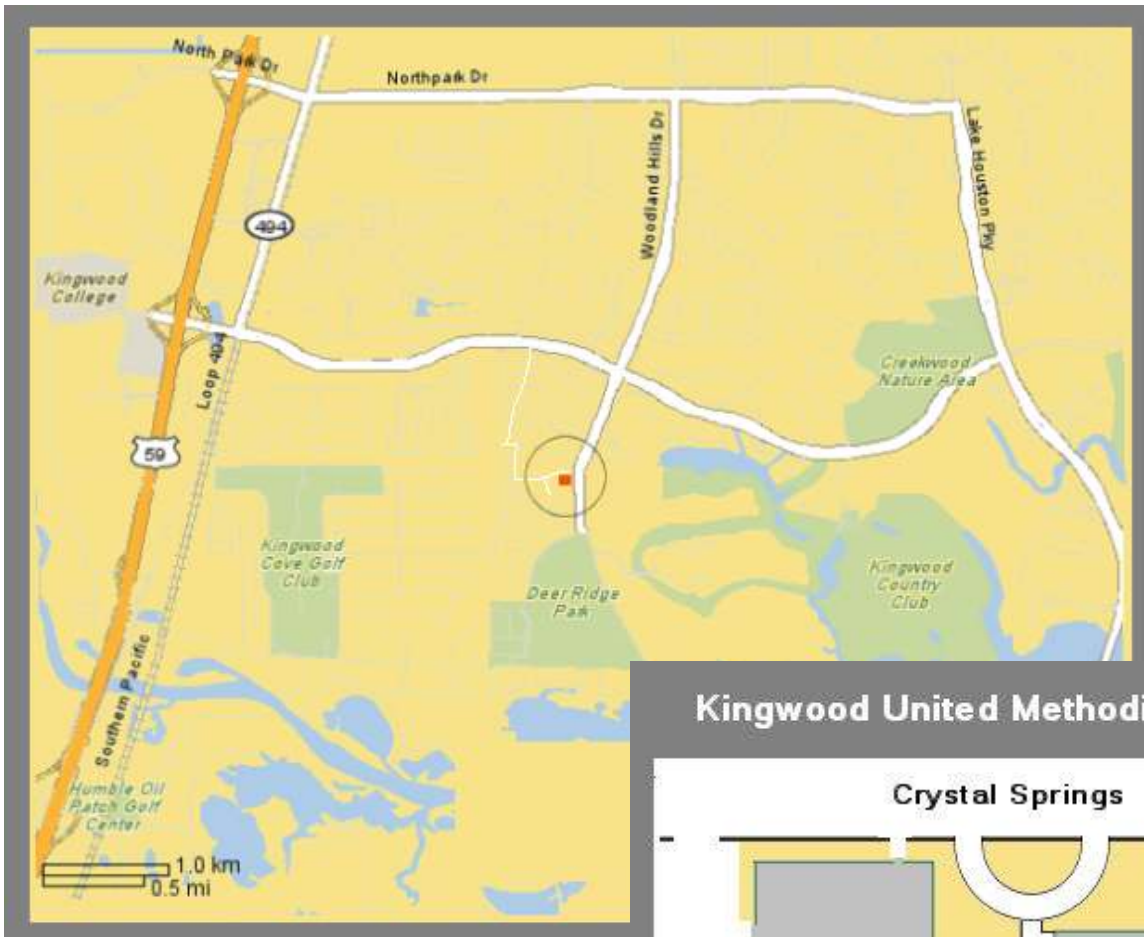 North Park Dr
Northpark Dr
Woodland Hills Dr
Lake Houston Pky
494
Kingwood
College
Loop 494
Creekwood
Nature Area
59
Kingwood
Cove Golf
Club
Deer Ridge
Park
Kingwood
Country
Club
Southern Pacific
Humble Oil
Patch Golf
Center
1.0 km
0.5 mi
Kingwood United Methodi
Crystal Springs